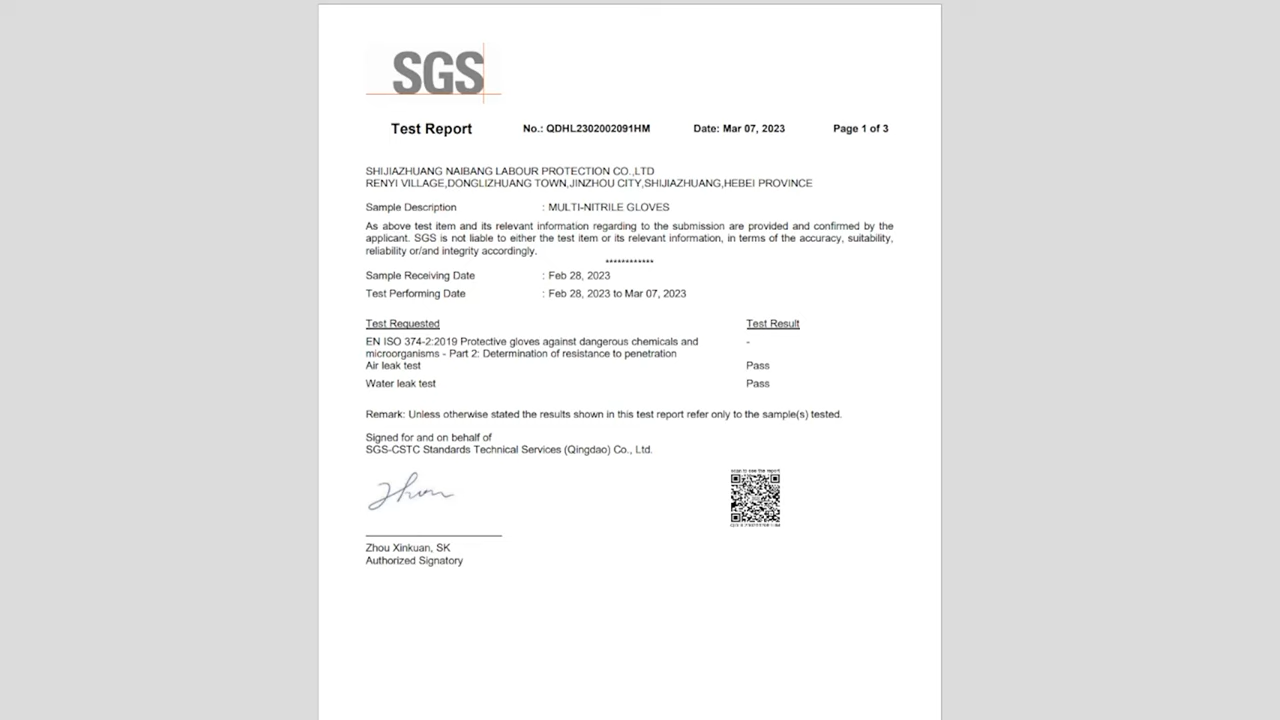 SGS
Test Report No.: QDHL2302002091HM Date: Mar 07, 2023 Page 1 of 3
SHIJIAZHUANG NAIBANG LABOUR PROTECTION CO.,LTD
RENYI VILLAGE,DONGLIZHUANG TOWN,JINZHOU CITY,SHIJIAZHUANG,HEBEI PROVINCE
Sample Description : MULTI-NITRILE GLOVES
As above test item and its relevant information regarding to the submission are provided and confirmed by the
applicant. SGS is not liable to either the test item or its relevant information, in terms of the accuracy, suitability,
reliability or/and integrity accordingly.
************
Sample Receiving Date : Feb 28, 2023
Test Performing Date : Feb 28, 2023 to Mar 07, 2023
Test Requested Test Result
EN ISO 374-2:2019 Protective gloves against dangerous chemicals and -
microorganisms - Part 2: Determination of resistance to penetration
Air leak test Pass
Water leak test Pass
Remark: Unless otherwise stated the results shown in this test report refer only to the sample(s) tested.
Signed for and on behalf of
SGS-CSTC Standards Technical Services (Qingdao) Co., Ltd.
Zhou
scan to see the report
Zhou Xinkuan, SK
Authorized Signatory